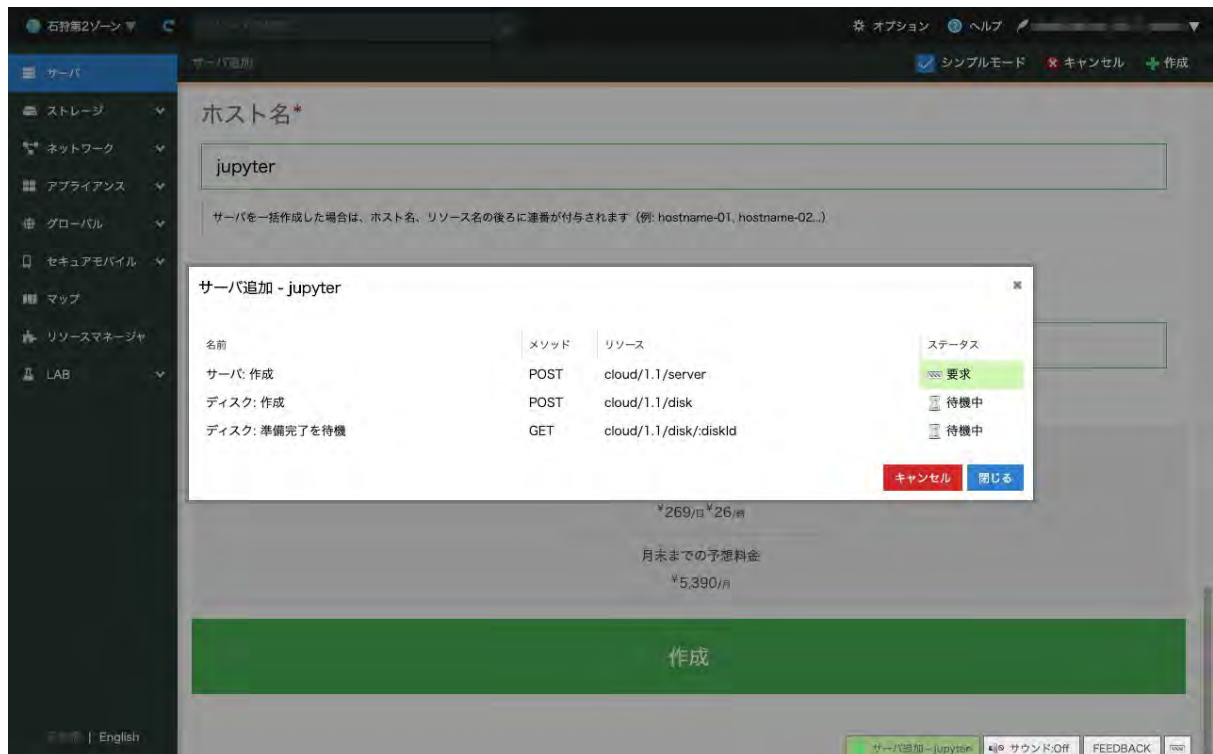 石狩第2ゾーン
オプション
ヘルプ
サーバ
サーバ追加
シンプルモード
キャンセル
作成
ストレージ
ネットワーク
アプライアンス
グローバル
セキュアモバイル
マップ
リソースマネージャ
LAB
ホスト名*
jupyter
サーバを一括作成した場合は、ホスト名、リソース名の後ろに連番が付与されます（例: hostname-01, hostname-02...）
サーバ追加 - jupyter
名前 メソッド リソース ステータス
サーバ: 作成 POST cloud/1.1/server 要求
ディスク: 作成 POST cloud/1.1/disk 待機中
ディスク: 準備完了を待機 GET cloud/1.1/disk/:diskId 待機中
キャンセル 閉じる
¥269/日 ¥26/時
月末までの予想料金
¥5,390/月
作成
| English
サーバ追加 - jupyter
サウンド:Off
FEEDBACK